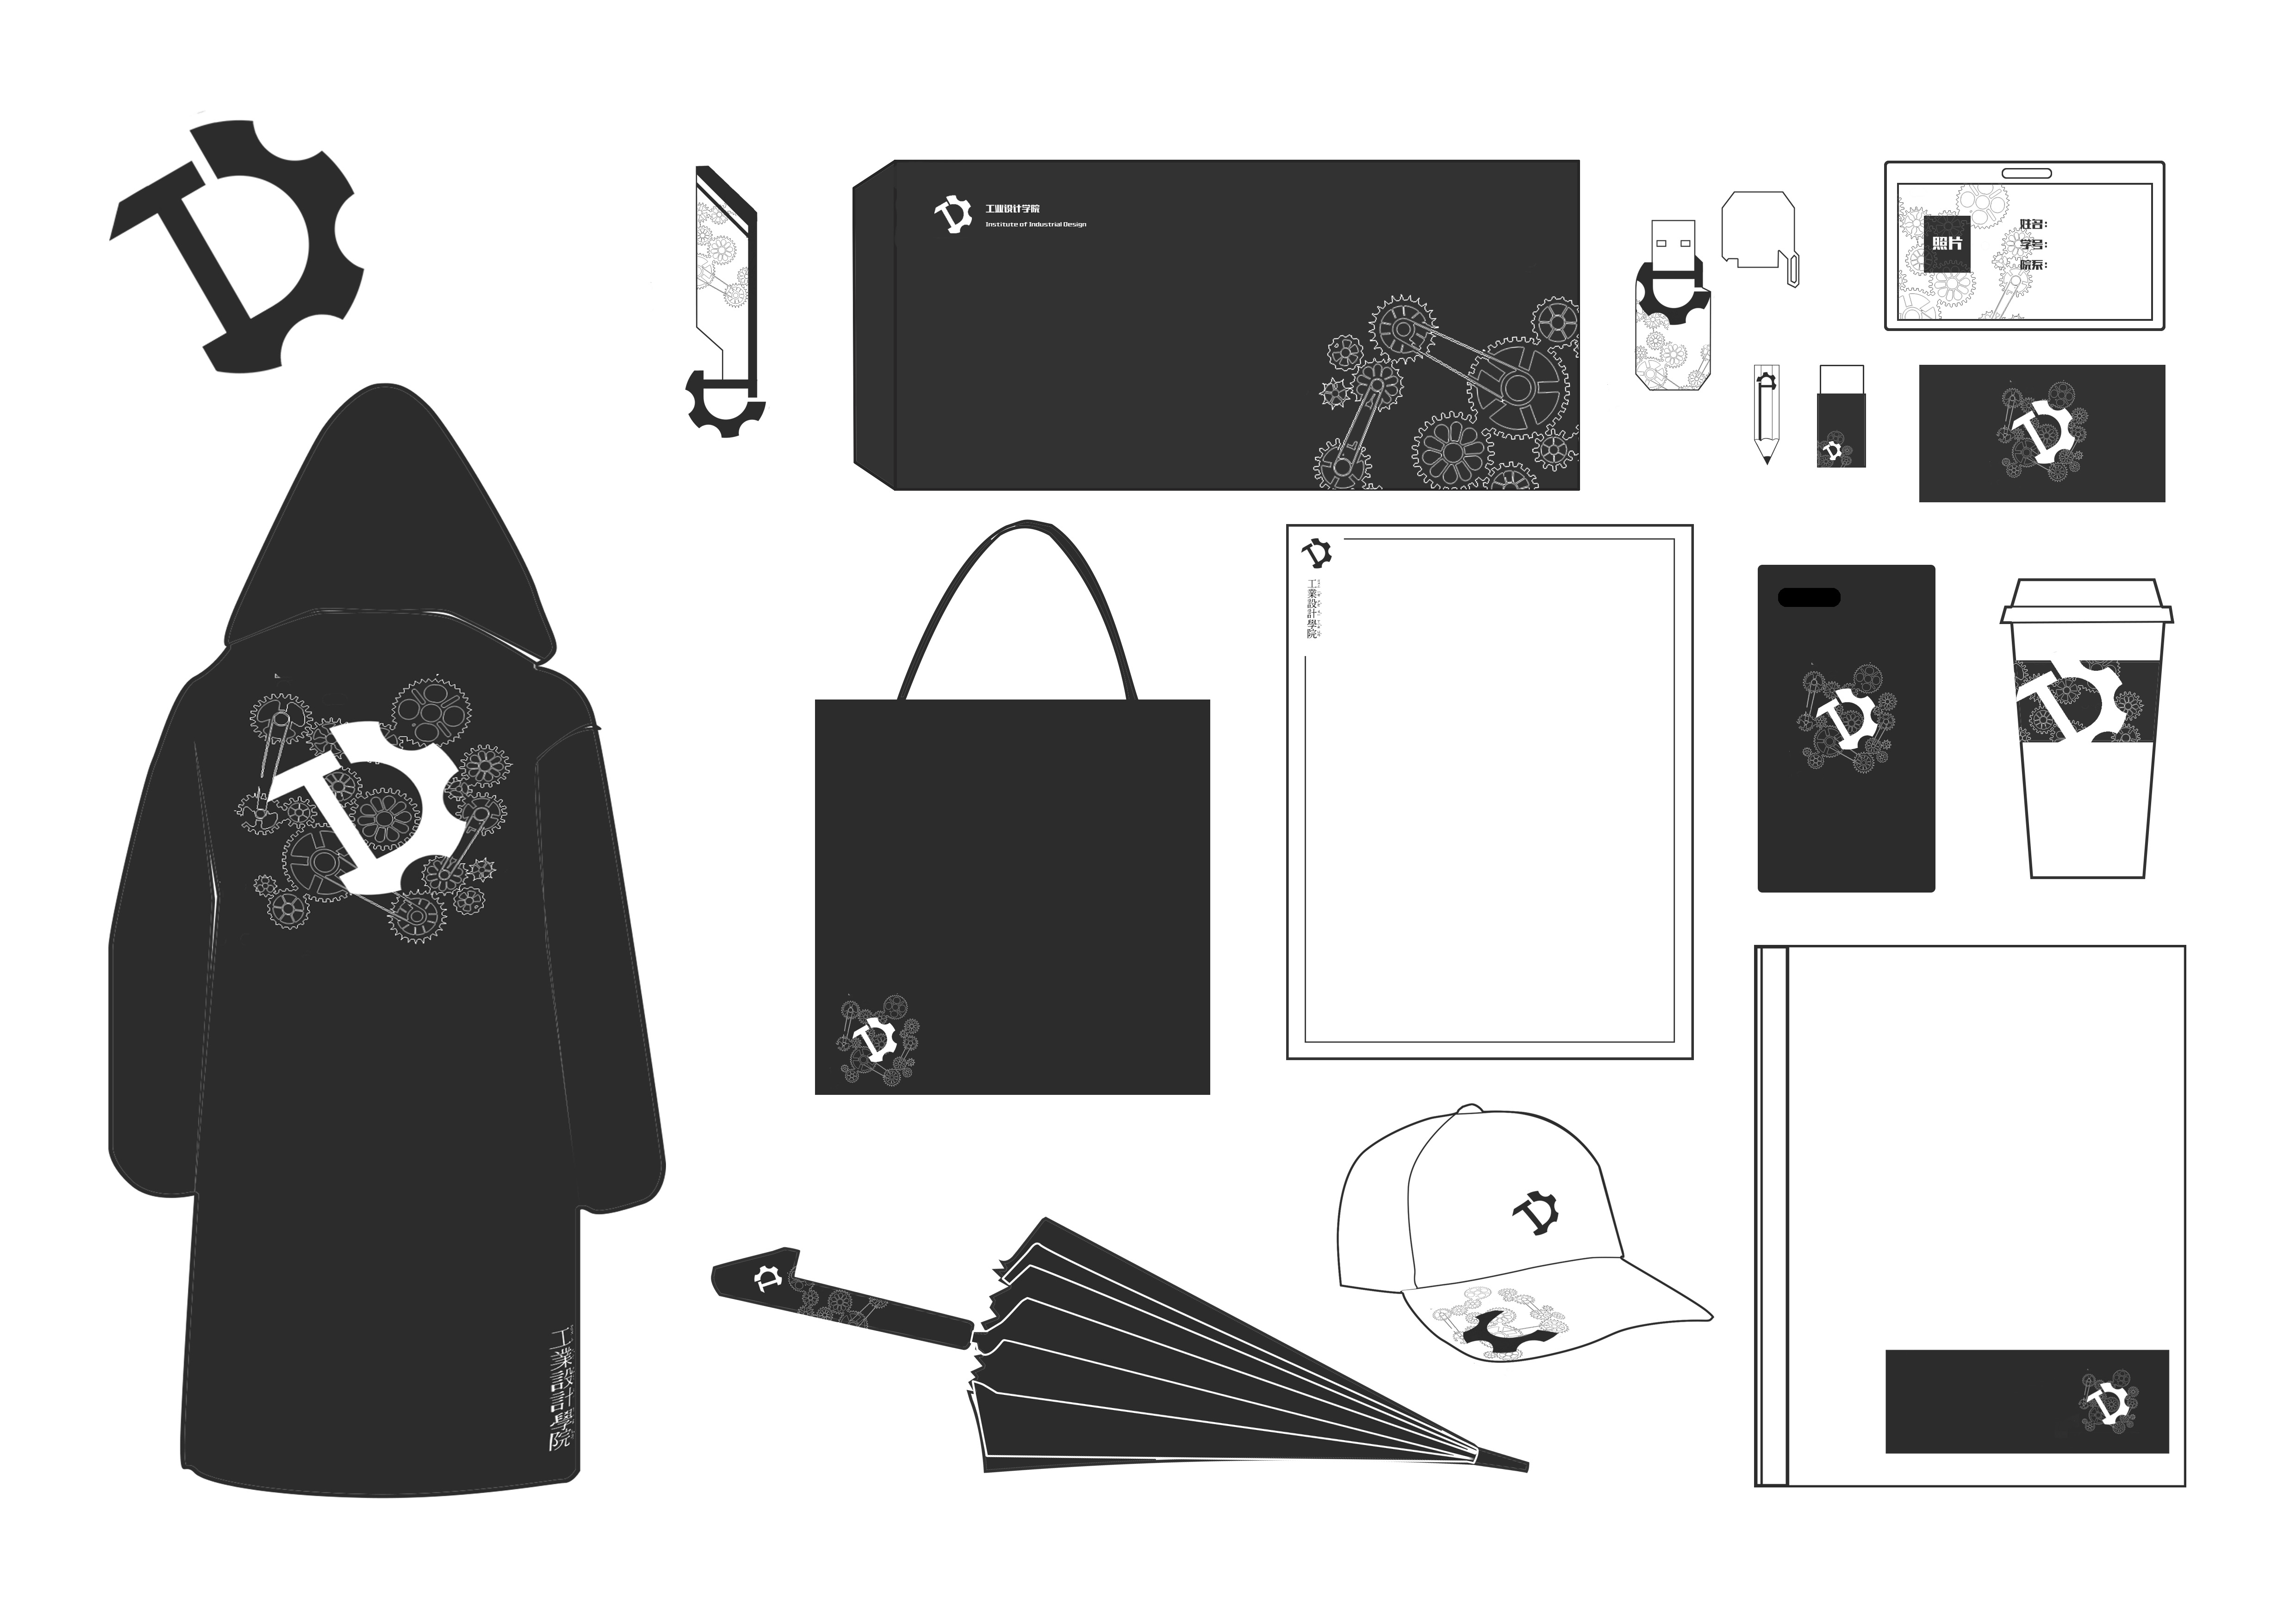 工业设计学院
Institute of Industrial Design
照片
姓名：
学号：
院系：
工業設計學院
工業設計學院